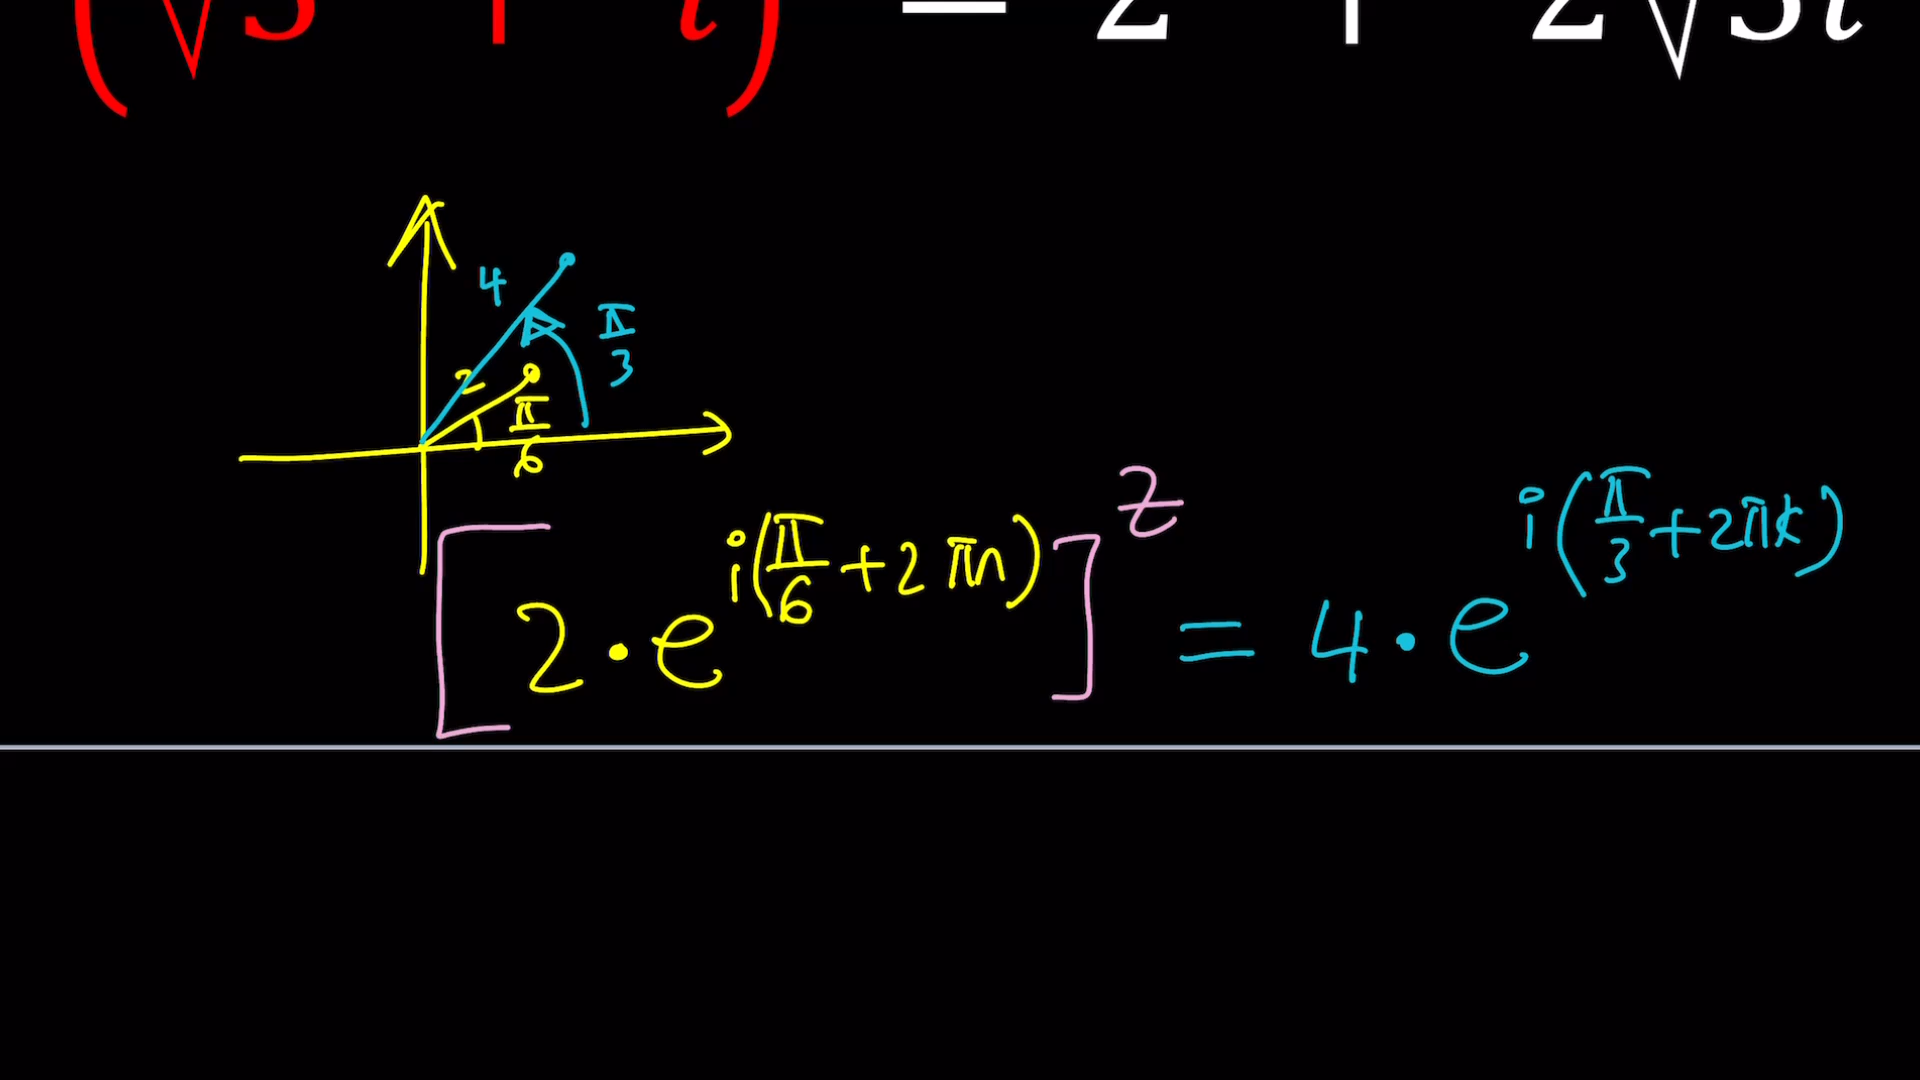 (√3 + i) = 2 + 2√3i
4
π/3
2
π/6
[2 · e^{i(π/6 + 2πn)}]^z = 4 · e^{i(π/3 + 2πk)}